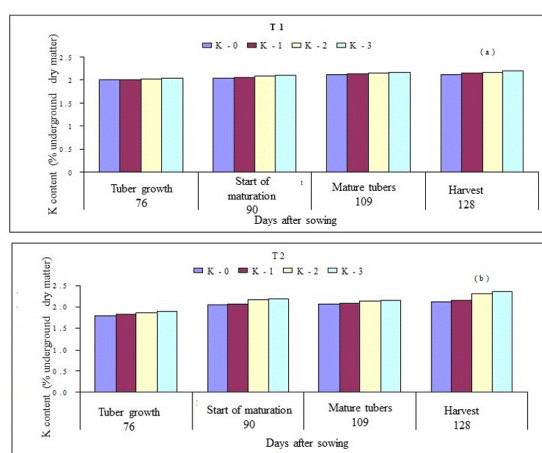 T 1
K - 0 K - 1 K - 2 K - 3
( a )
K content (% underground dry matter)
2.5
2
1.5
1
0.5
0
Tuber growth Start of maturation Mature tubers Harvest
76 90 109 128
Days after sowing
T2
K - 0 K - 1 K - 2 K - 3
( b )
K content (% underground dry matter)
2.5
2.0
1.5
1.0
0.5
0.0
Tuber growth Start of maturation Mature tubers Harvest
76 90 109 128
Days after sowing